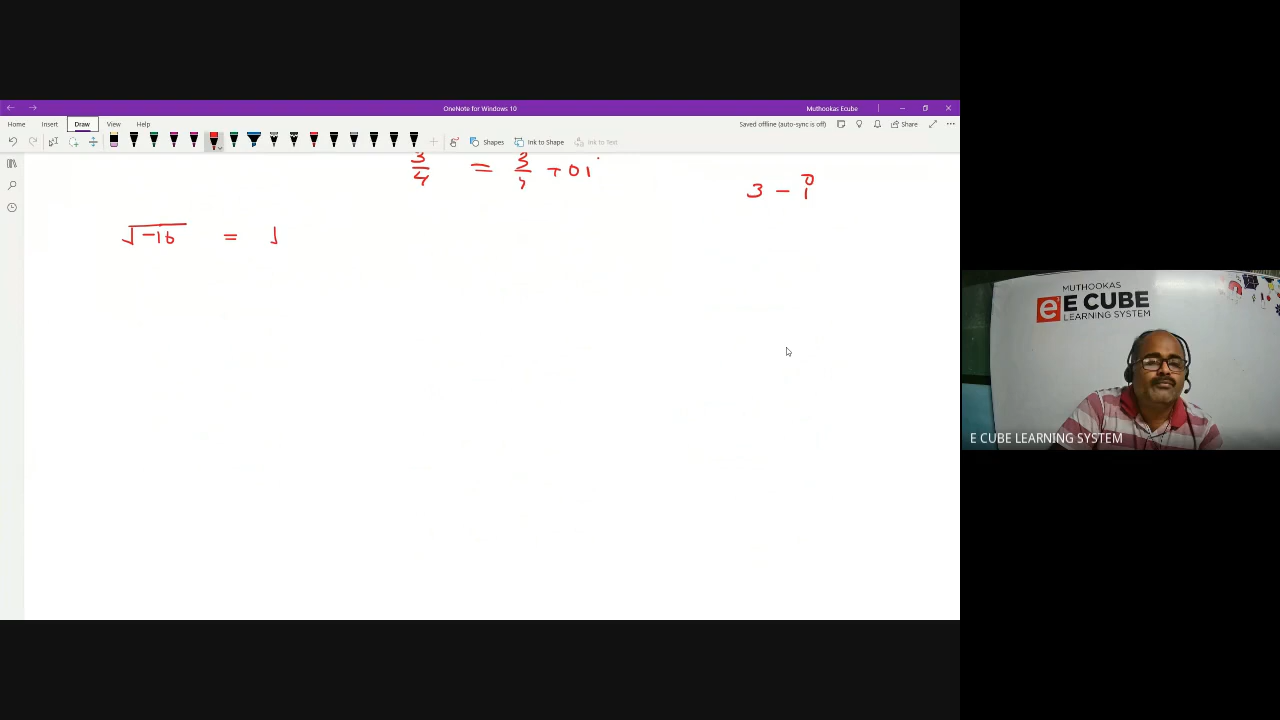 OneNote for Windows 10
Muthookas Ecube
Home Insert Draw View Help
Saved offline (auto-sync is off) Share
Shapes Ink to Shape Ink to Text
3/4 = 3/4 + 0i
3 - i
√-16 = √
MUTHOOKAS
e E CUBE
LEARNING SYSTEM
E CUBE LEARNING SYSTEM